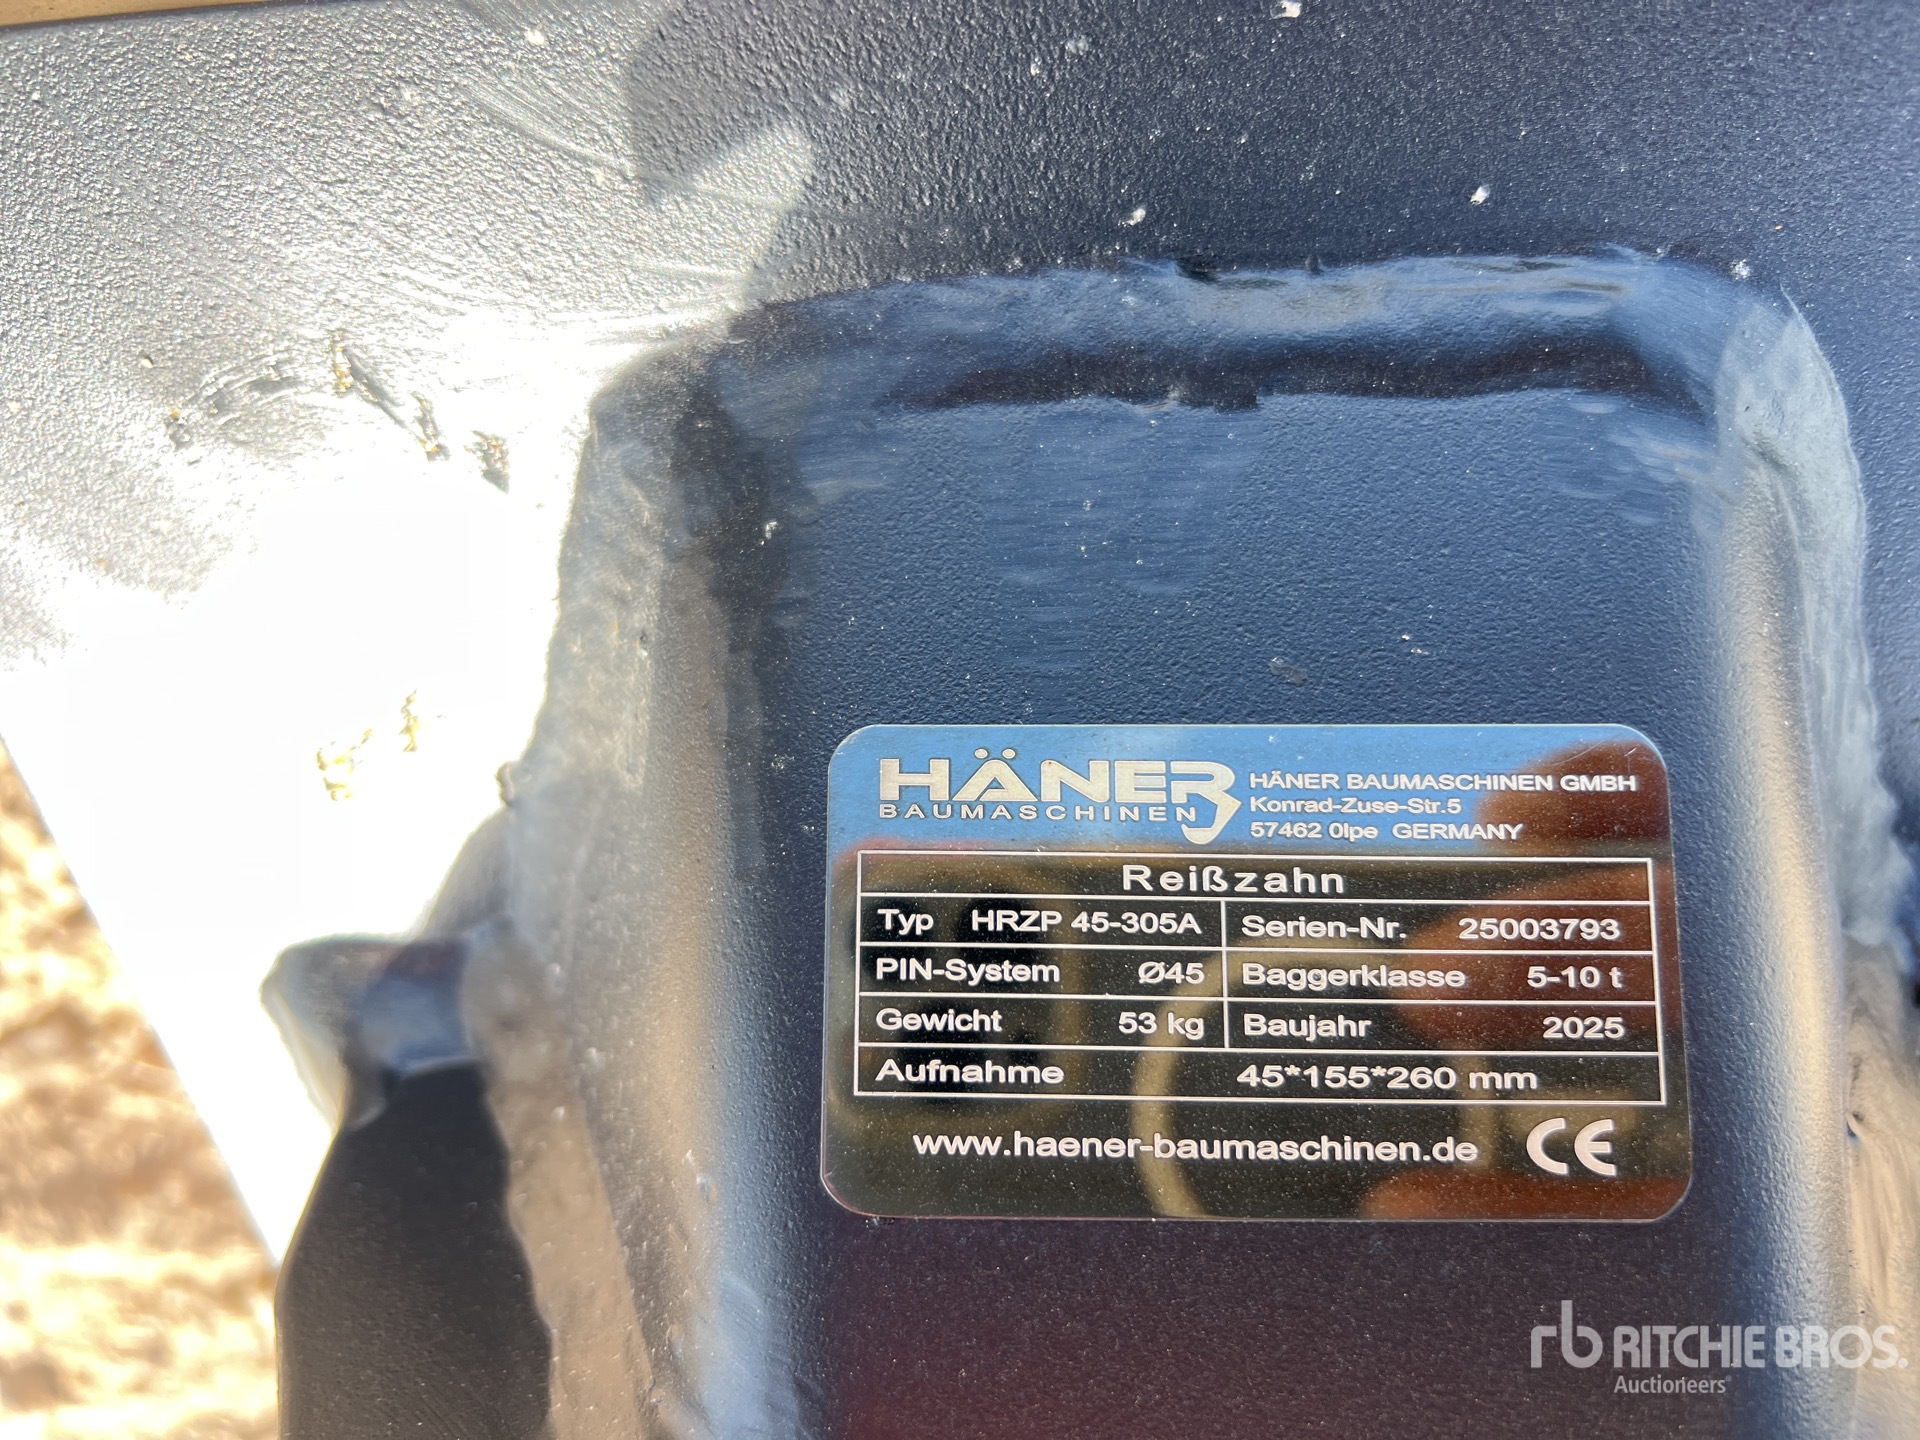 HÄNER
BAUMASCHINEN
HÄNER BAUMASCHINEN GMBH
Konrad-Zuse-Str.5
57462 Olpe GERMANY
Reißzahn
Typ HRZP 45-305A Serien-Nr. 25003793
PIN-System Ø45 Baggerklasse 5-10 t
Gewicht 53 kg Baujahr 2025
Aufnahme 45*155*260 mm
www.haener-baumaschinen.de CE
rb RITCHIE BROS.
Auctioneers